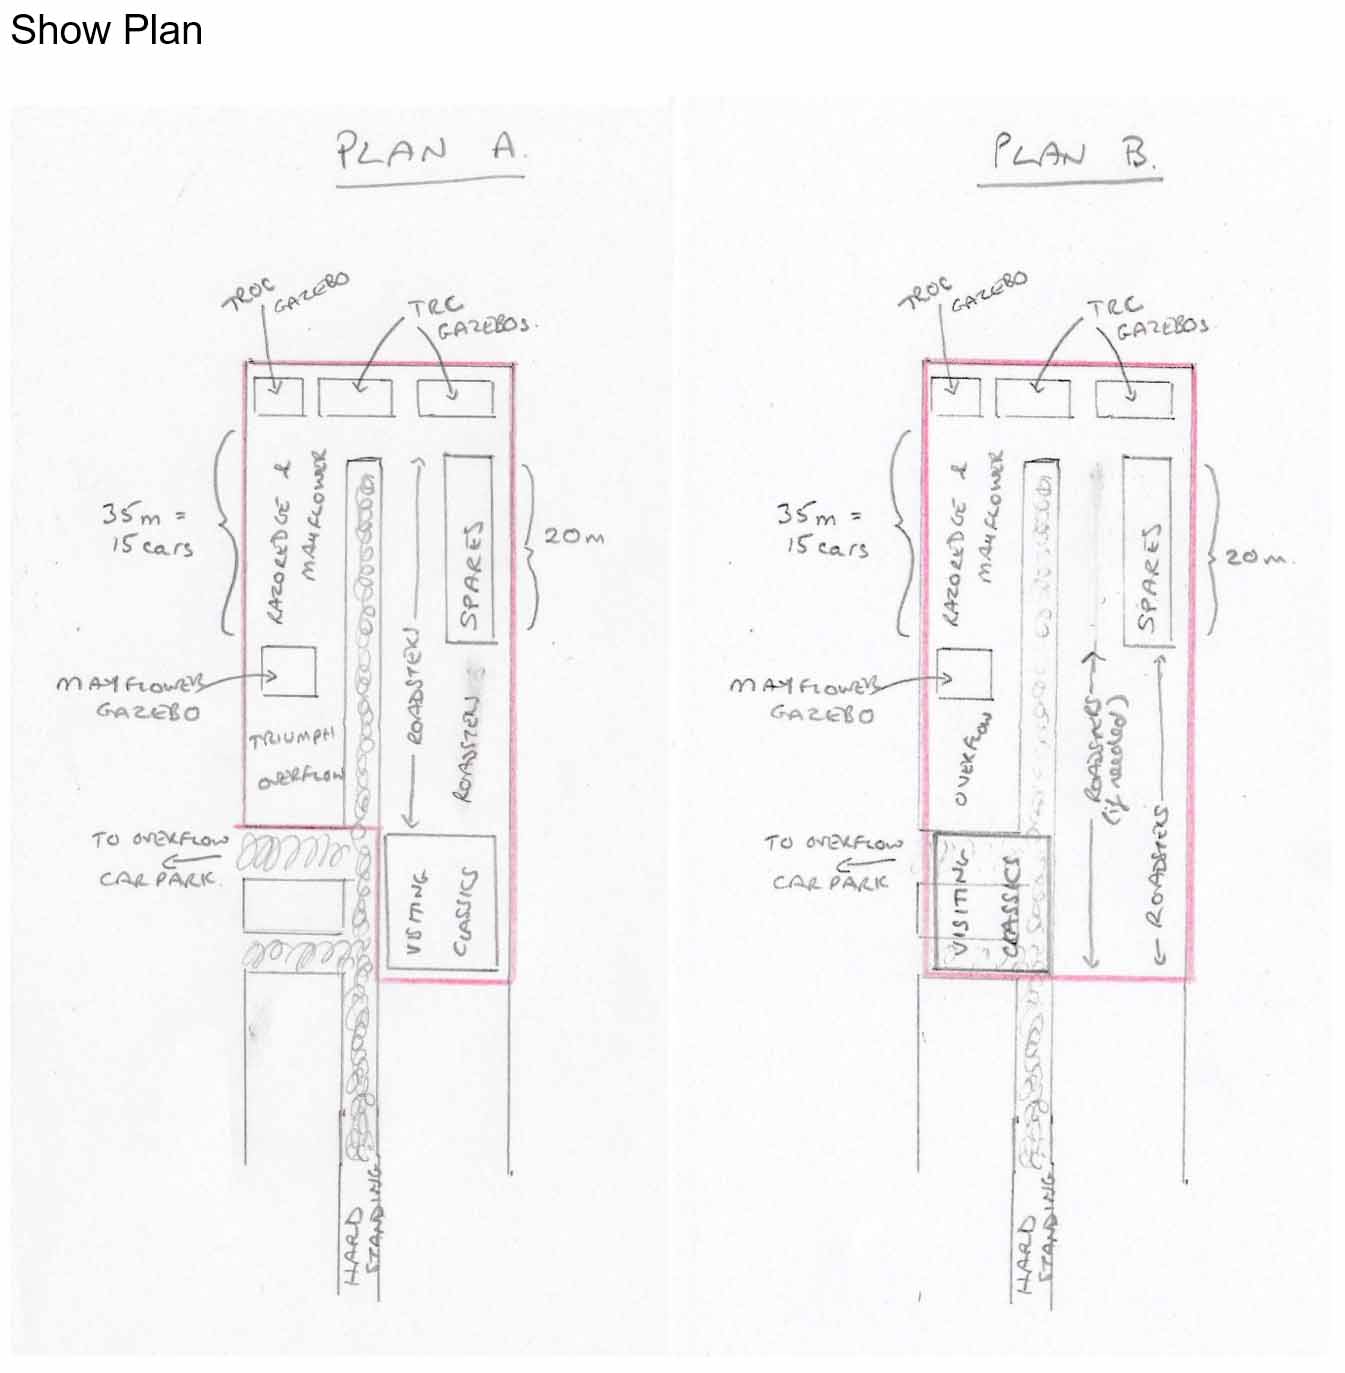 Show Plan
PLAN A.
TROC
GAZEBO
TRC
GAZEBOS.
35m =
15 cars
RAZOREDGE &
MAYFLOWER
SPARES
20m
ROADSTERS
ROADSTERS
MAYFLOWER
GAZEBO
TRIUMPH
OVERFLOW
TO OVERFLOW
CAR PARK.
VISITING
CLASSICS
HARD
STANDING
PLAN B.
TROC
GAZEBO
TRC
GAZEBOS.
35m =
15 cars
RAZOREDGE &
MAYFLOWER
SPARES
20m.
MAYFLOWER
GAZEBO
OVERFLOW
ROADSTERS
(if needed)
ROADSTERS
TO OVERFLOW
CAR PARK
VISITING
CLASSICS
HARD
STANDING